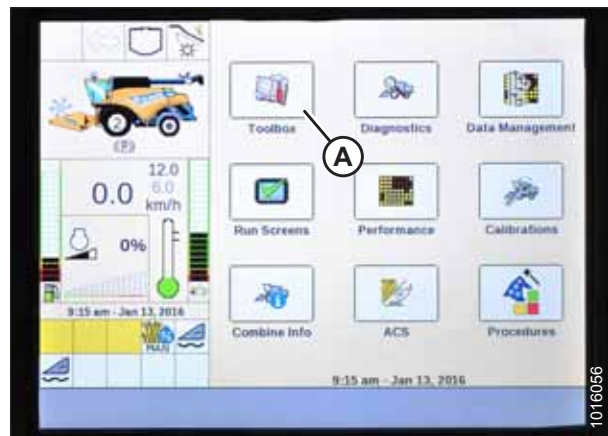 Toolbox
Diagnostics
Data Management
A
2
(P)
12.0
6.0
0.0
km/h
Run Screens
Performance
Calibrations
0%
9:15 am - Jan 13, 2016
MAN
Combine Info
ACS
Procedures
9:15 am - Jan 13, 2016
1016056